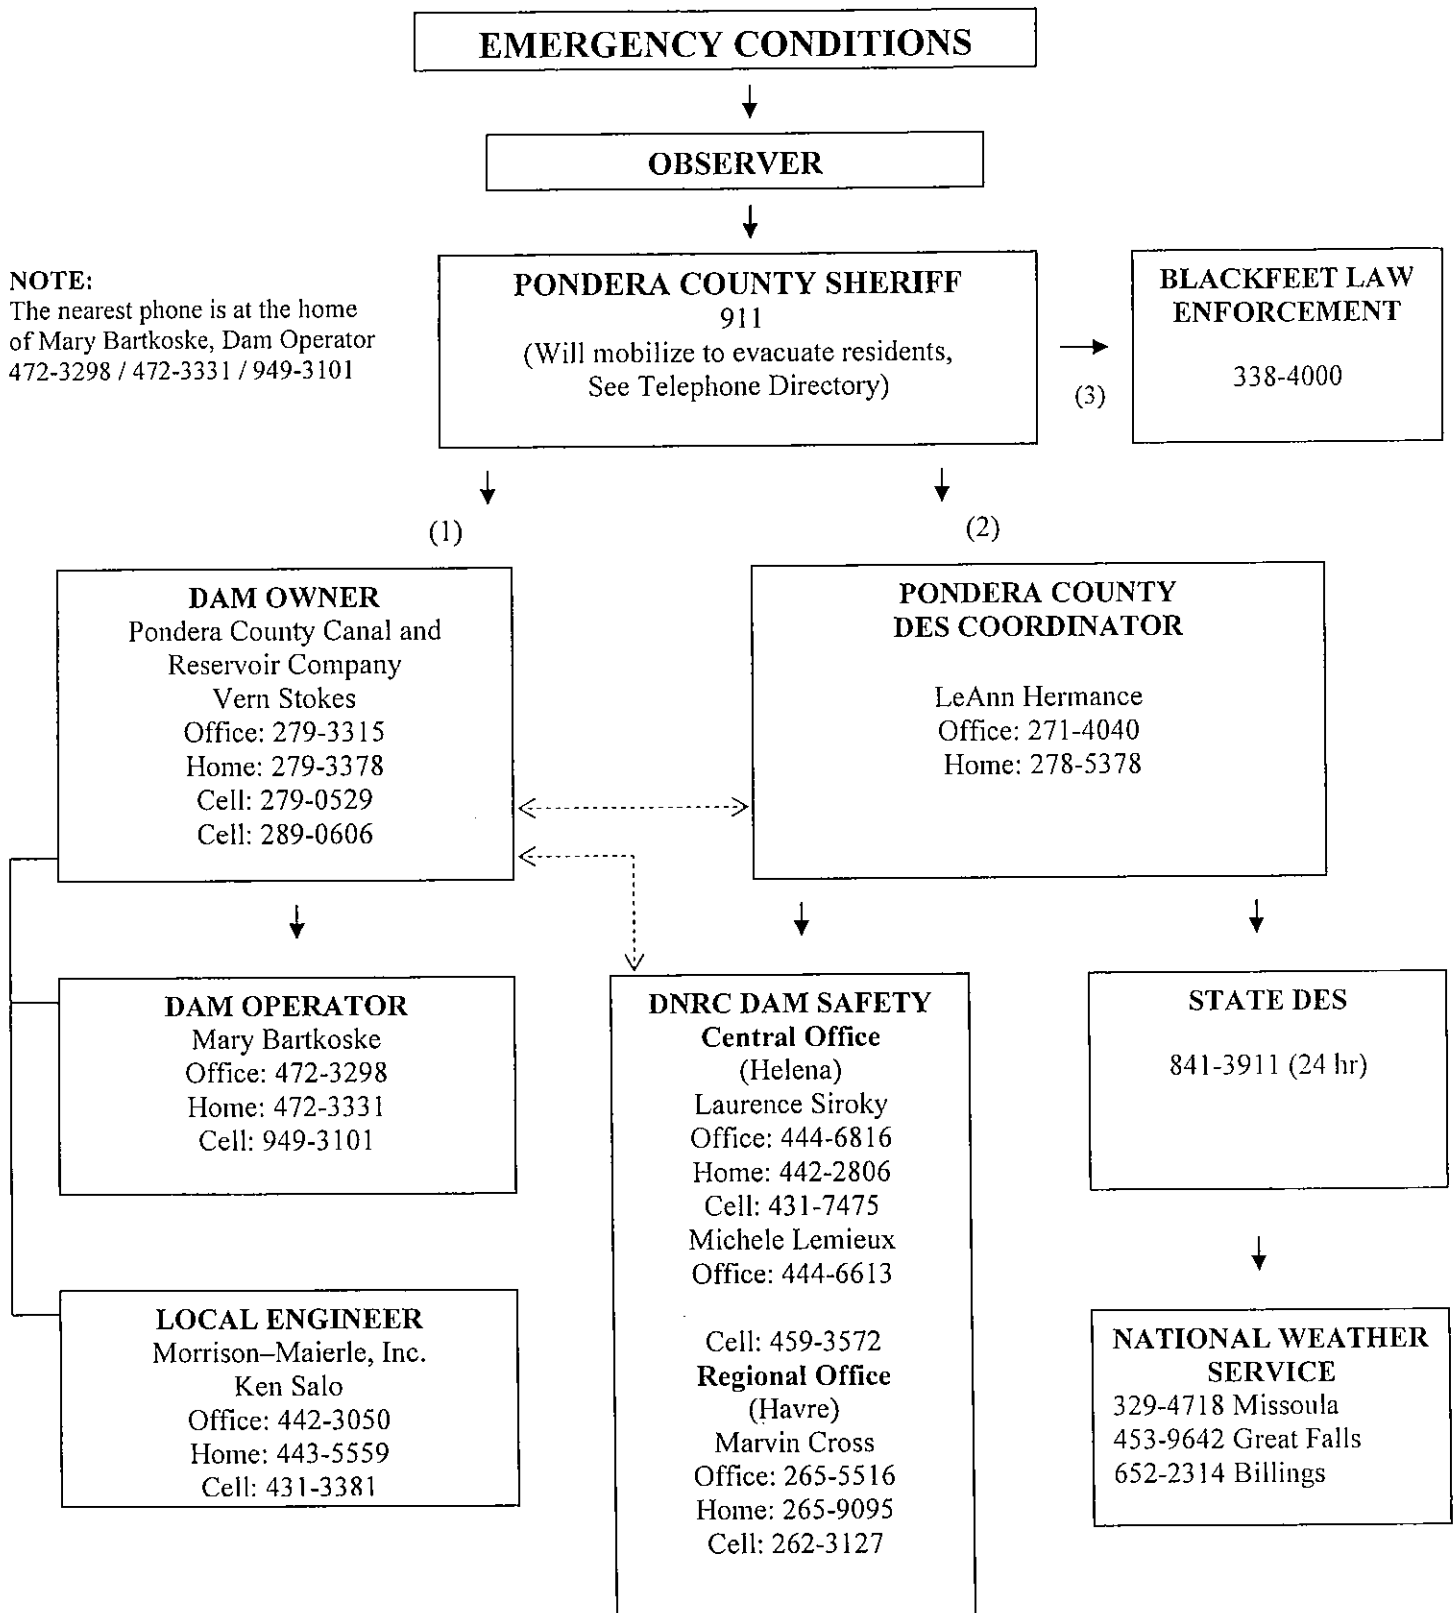 EMERGENCY CONDITIONS
OBSERVER
NOTE:
The nearest phone is at the home
of Mary Bartkoske, Dam Operator
472-3298 / 472-3331 / 949-3101
PONDERA COUNTY SHERIFF
911
(Will mobilize to evacuate residents,
See Telephone Directory)
(3)
BLACKFEET LAW
ENFORCEMENT
338-4000
(1)
(2)
DAM OWNER
Pondera County Canal and
Reservoir Company
Vern Stokes
Office: 279-3315
Home: 279-3378
Cell: 279-0529
Cell: 289-0606
PONDERA COUNTY
DES COORDINATOR
LeAnn Hermance
Office: 271-4040
Home: 278-5378
DAM OPERATOR
Mary Bartkoske
Office: 472-3298
Home: 472-3331
Cell: 949-3101
DNRC DAM SAFETY
Central Office
(Helena)
Laurence Siroky
Office: 444-6816
Home: 442-2806
Cell: 431-7475
Michele Lemieux
Office: 444-6613
Cell: 459-3572
Regional Office
(Havre)
Marvin Cross
Office: 265-5516
Home: 265-9095
Cell: 262-3127
STATE DES
841-3911 (24 hr)
LOCAL ENGINEER
Morrison–Maierle, Inc.
Ken Salo
Office: 442-3050
Home: 443-5559
Cell: 431-3381
NATIONAL WEATHER
SERVICE
329-4718 Missoula
453-9642 Great Falls
652-2314 Billings